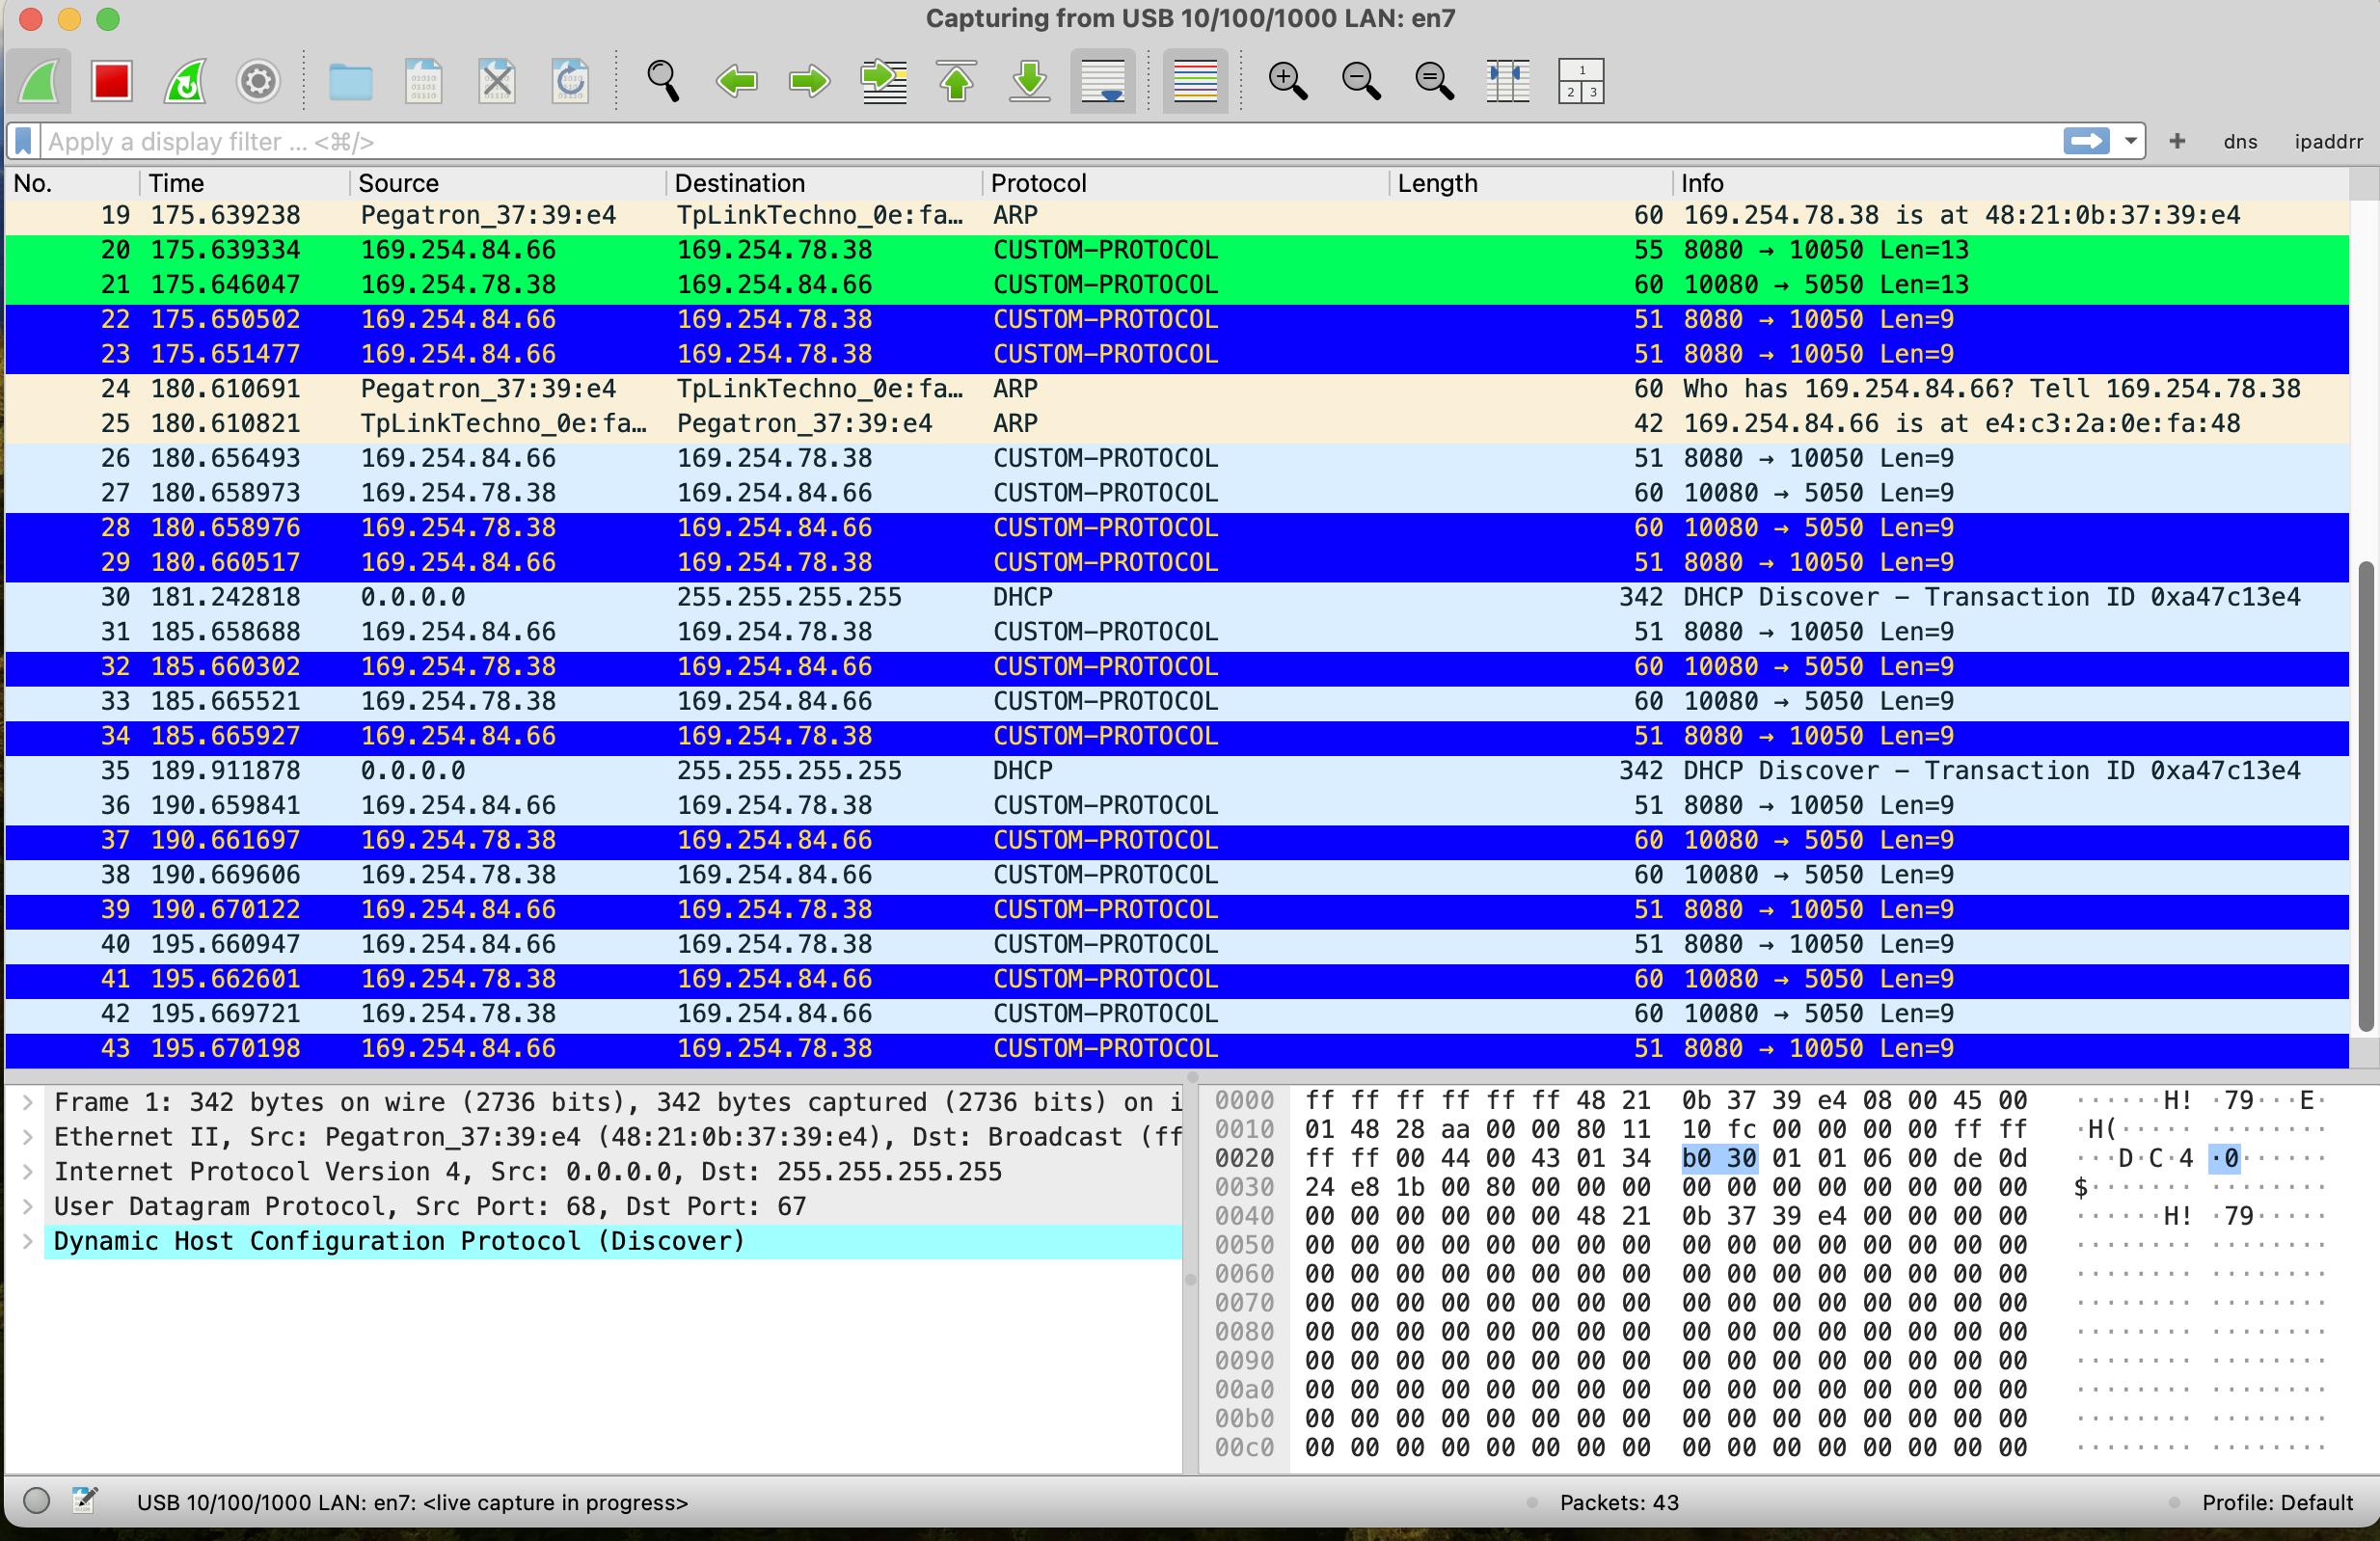 Capturing from USB 10/100/1000 LAN: en7
Apply a display filter ... <⌘/>
+ dns ipaddrr
No. Time Source Destination Protocol Length Info
19 175.639238 Pegatron_37:39:e4 TpLinkTechno_0e:fa… ARP 60 169.254.78.38 is at 48:21:0b:37:39:e4
20 175.639334 169.254.84.66 169.254.78.38 CUSTOM-PROTOCOL 55 8080 → 10050 Len=13
21 175.646047 169.254.78.38 169.254.84.66 CUSTOM-PROTOCOL 60 10080 → 5050 Len=13
22 175.650502 169.254.84.66 169.254.78.38 CUSTOM-PROTOCOL 51 8080 → 10050 Len=9
23 175.651477 169.254.84.66 169.254.78.38 CUSTOM-PROTOCOL 51 8080 → 10050 Len=9
24 180.610691 Pegatron_37:39:e4 TpLinkTechno_0e:fa… ARP 60 Who has 169.254.84.66? Tell 169.254.78.38
25 180.610821 TpLinkTechno_0e:fa… Pegatron_37:39:e4 ARP 42 169.254.84.66 is at e4:c3:2a:0e:fa:48
26 180.656493 169.254.84.66 169.254.78.38 CUSTOM-PROTOCOL 51 8080 → 10050 Len=9
27 180.658973 169.254.78.38 169.254.84.66 CUSTOM-PROTOCOL 60 10080 → 5050 Len=9
28 180.658976 169.254.78.38 169.254.84.66 CUSTOM-PROTOCOL 60 10080 → 5050 Len=9
29 180.660517 169.254.84.66 169.254.78.38 CUSTOM-PROTOCOL 51 8080 → 10050 Len=9
30 181.242818 0.0.0.0 255.255.255.255 DHCP 342 DHCP Discover - Transaction ID 0xa47c13e4
31 185.658688 169.254.84.66 169.254.78.38 CUSTOM-PROTOCOL 51 8080 → 10050 Len=9
32 185.660302 169.254.78.38 169.254.84.66 CUSTOM-PROTOCOL 60 10080 → 5050 Len=9
33 185.665521 169.254.78.38 169.254.84.66 CUSTOM-PROTOCOL 60 10080 → 5050 Len=9
34 185.665927 169.254.84.66 169.254.78.38 CUSTOM-PROTOCOL 51 8080 → 10050 Len=9
35 189.911878 0.0.0.0 255.255.255.255 DHCP 342 DHCP Discover - Transaction ID 0xa47c13e4
36 190.659841 169.254.84.66 169.254.78.38 CUSTOM-PROTOCOL 51 8080 → 10050 Len=9
37 190.661697 169.254.78.38 169.254.84.66 CUSTOM-PROTOCOL 60 10080 → 5050 Len=9
38 190.669606 169.254.78.38 169.254.84.66 CUSTOM-PROTOCOL 60 10080 → 5050 Len=9
39 190.670122 169.254.84.66 169.254.78.38 CUSTOM-PROTOCOL 51 8080 → 10050 Len=9
40 195.660947 169.254.84.66 169.254.78.38 CUSTOM-PROTOCOL 51 8080 → 10050 Len=9
41 195.662601 169.254.78.38 169.254.84.66 CUSTOM-PROTOCOL 60 10080 → 5050 Len=9
42 195.669721 169.254.78.38 169.254.84.66 CUSTOM-PROTOCOL 60 10080 → 5050 Len=9
43 195.670198 169.254.84.66 169.254.78.38 CUSTOM-PROTOCOL 51 8080 → 10050 Len=9
Frame 1: 342 bytes on wire (2736 bits), 342 bytes captured (2736 bits) on i
Ethernet II, Src: Pegatron_37:39:e4 (48:21:0b:37:39:e4), Dst: Broadcast (ff
Internet Protocol Version 4, Src: 0.0.0.0, Dst: 255.255.255.255
User Datagram Protocol, Src Port: 68, Dst Port: 67
Dynamic Host Configuration Protocol (Discover)
0000 ff ff ff ff ff ff 48 21 0b 37 39 e4 08 00 45 00 ······H! ·79···E·
0010 01 48 28 aa 00 00 80 11 10 fc 00 00 00 00 ff ff ·H(····· ········
0020 ff ff 00 44 00 43 01 34 b0 30 01 01 06 00 de 0d ···D·C·4 ·0······
0030 24 e8 1b 00 80 00 00 00 00 00 00 00 00 00 00 00 $······· ········
0040 00 00 00 00 00 00 48 21 0b 37 39 e4 00 00 00 00 ······H! ·79·····
0050 00 00 00 00 00 00 00 00 00 00 00 00 00 00 00 00 ········ ········
0060 00 00 00 00 00 00 00 00 00 00 00 00 00 00 00 00 ········ ········
0070 00 00 00 00 00 00 00 00 00 00 00 00 00 00 00 00 ········ ········
0080 00 00 00 00 00 00 00 00 00 00 00 00 00 00 00 00 ········ ········
0090 00 00 00 00 00 00 00 00 00 00 00 00 00 00 00 00 ········ ········
00a0 00 00 00 00 00 00 00 00 00 00 00 00 00 00 00 00 ········ ········
00b0 00 00 00 00 00 00 00 00 00 00 00 00 00 00 00 00 ········ ········
00c0 00 00 00 00 00 00 00 00 00 00 00 00 00 00 00 00 ········ ········
USB 10/100/1000 LAN: en7: <live capture in progress> Packets: 43 Profile: Default